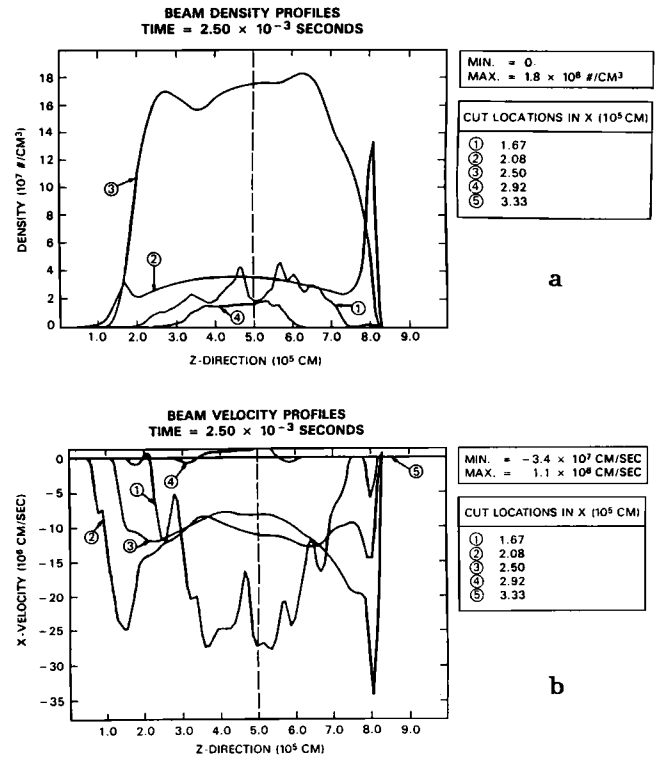 BEAM DENSITY PROFILES
TIME = 2.50 × 10⁻³ SECONDS
18
16
14
12
10
8
6
4
2
0
DENSITY (10⁷ #/CM³)
1.0 2.0 3.0 4.0 5.0 6.0 7.0 8.0 9.0
Z-DIRECTION (10⁵ CM)
③
②
④
①
MIN. = 0.
MAX. = 1.8 × 10⁸ #/CM³
CUT LOCATIONS IN X (10⁵ CM)
① 1.67
② 2.08
③ 2.50
④ 2.92
⑤ 3.33
a
BEAM VELOCITY PROFILES
TIME = 2.50 × 10⁻³ SECONDS
0
-5
-10
-15
-20
-25
-30
-35
X-VELOCITY (10⁶ CM/SEC)
1.0 2.0 3.0 4.0 5.0 6.0 7.0 8.0 9.0
Z-DIRECTION (10⁵ CM)
①
④
⑤
②
③
MIN. = -3.4 × 10⁷ CM/SEC
MAX. = 1.1 × 10⁶ CM/SEC
CUT LOCATIONS IN X (10⁵ CM)
① 1.67
② 2.08
③ 2.50
④ 2.92
⑤ 3.33
b